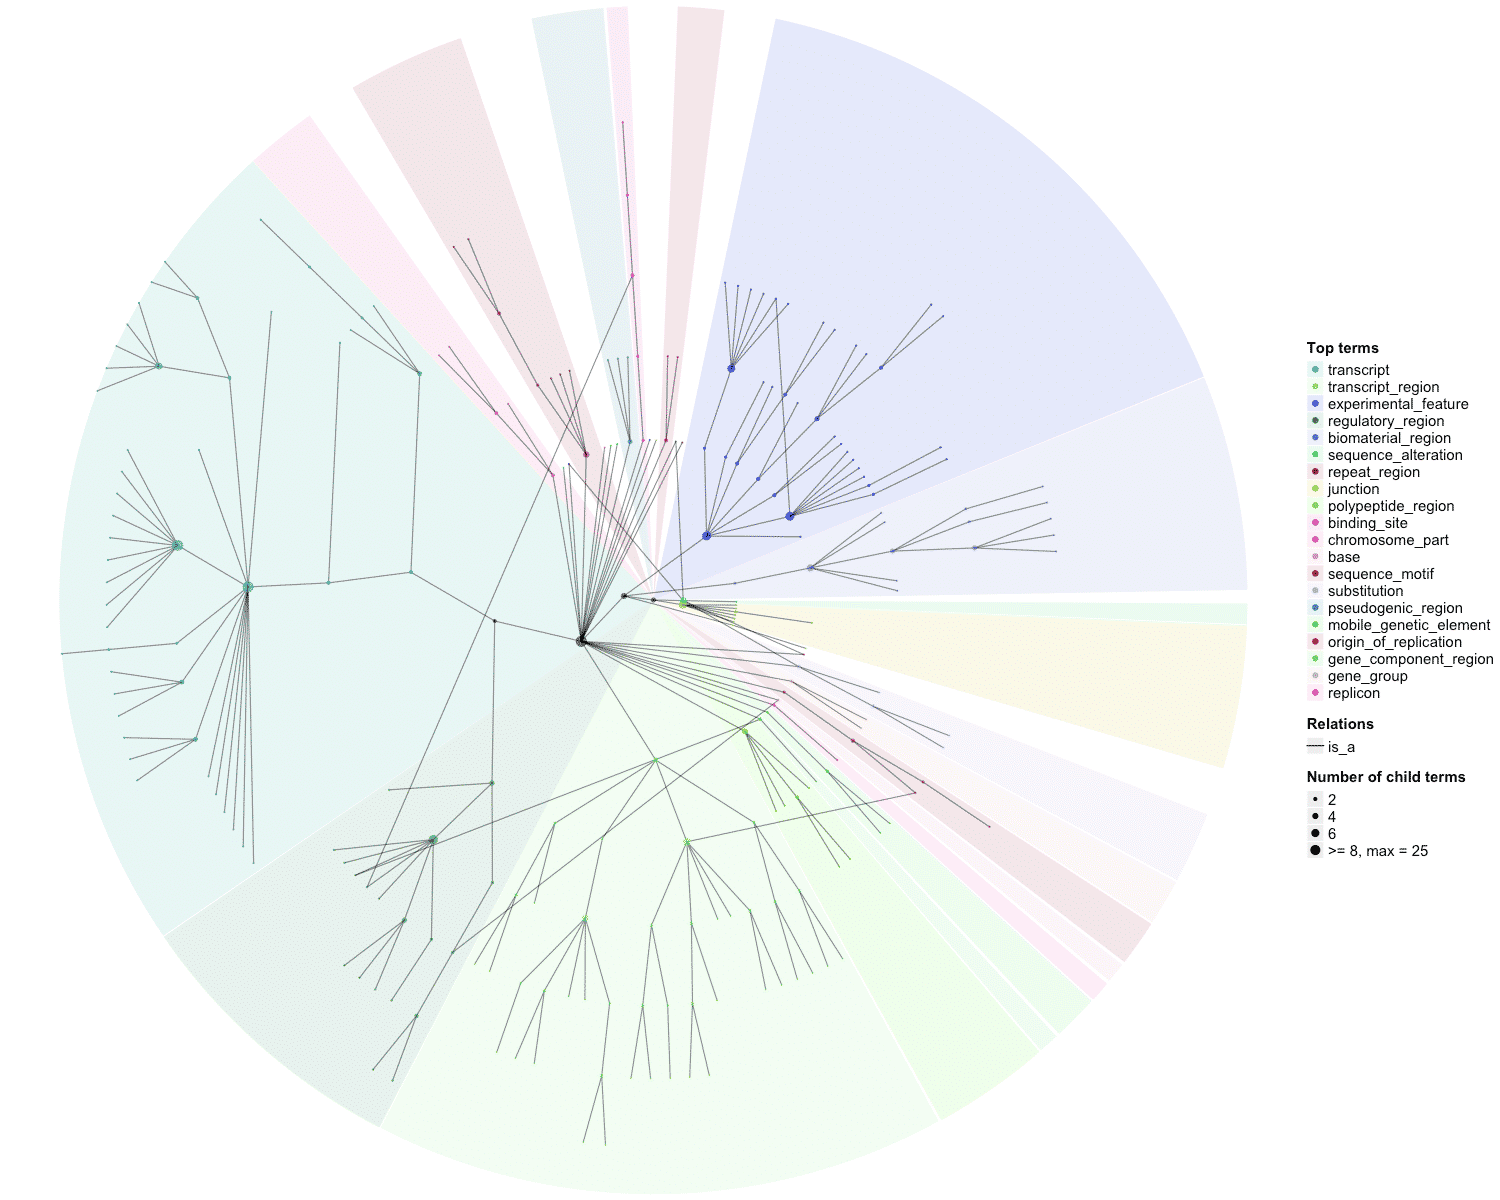 Top terms
transcript
transcript_region
experimental_feature
regulatory_region
biomaterial_region
sequence_alteration
repeat_region
junction
polypeptide_region
binding_site
chromosome_part
base
sequence_motif
substitution
pseudogenic_region
mobile_genetic_element
origin_of_replication
gene_component_region
gene_group
replicon
Relations
is_a
Number of child terms
2
4
6
>= 8, max = 25